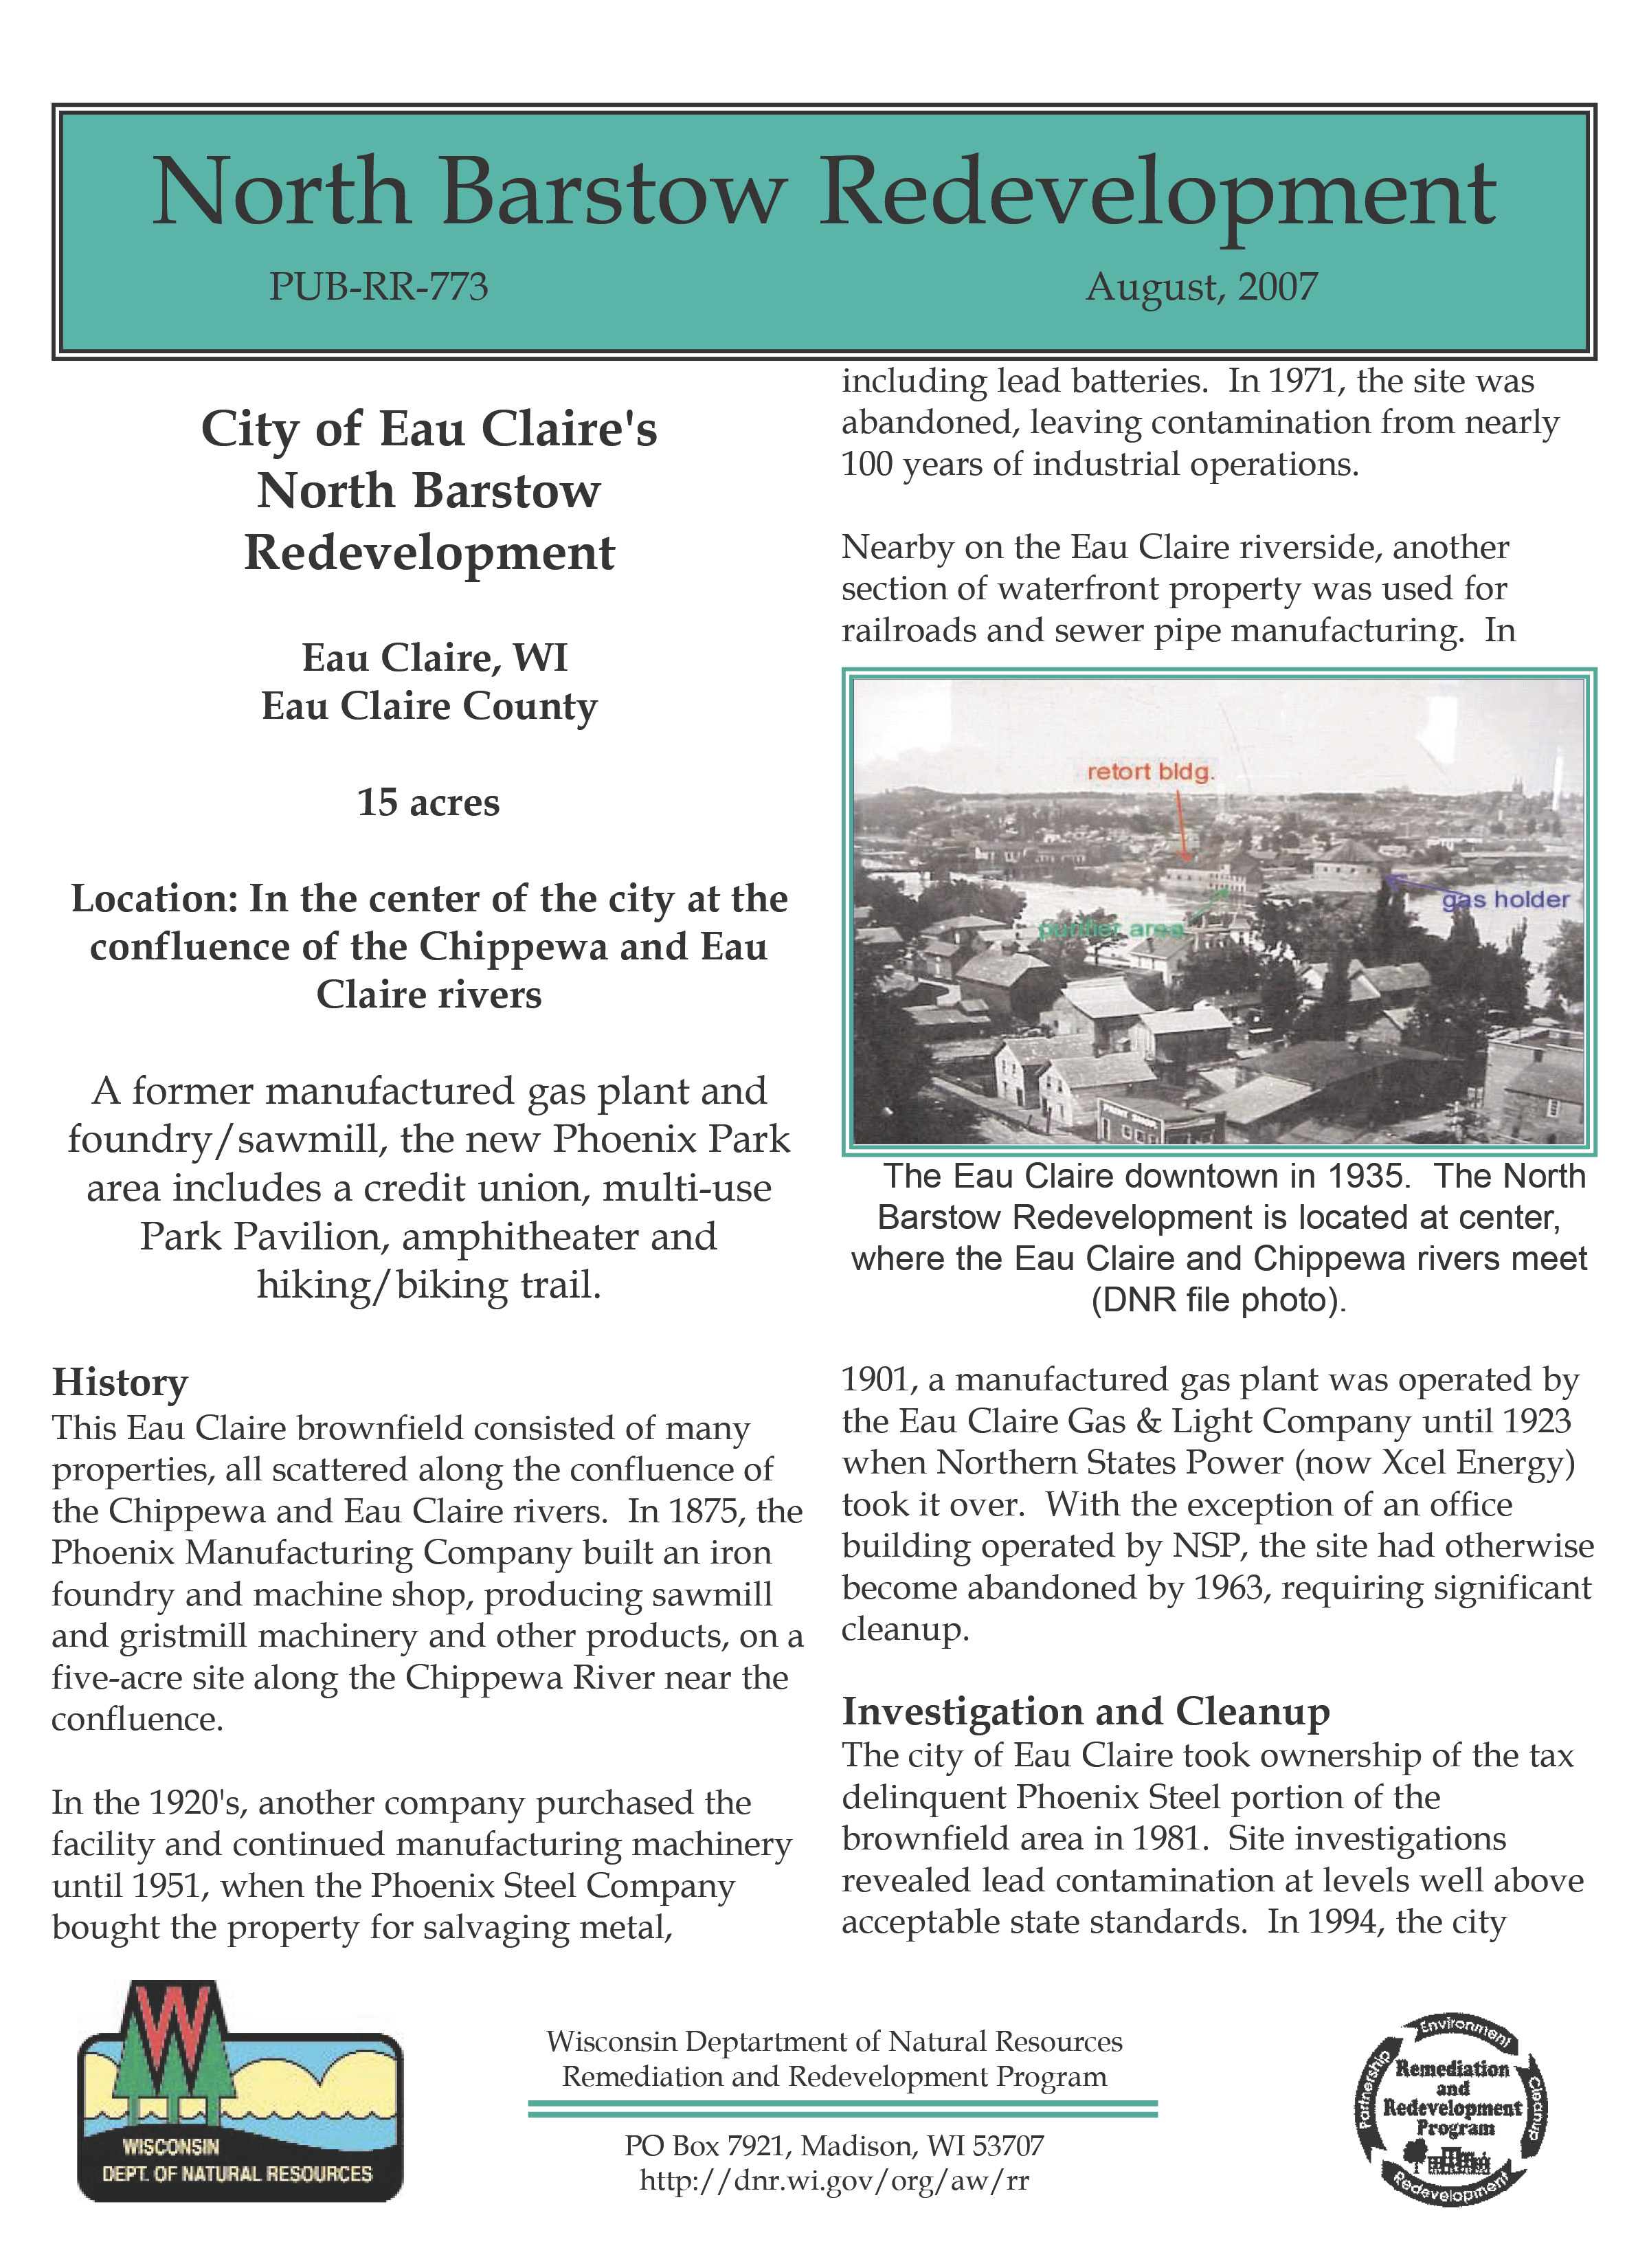 North Barstow Redevelopment
PUB-RR-773
August, 2007
City of Eau Claire's
North Barstow
Redevelopment
Eau Claire, WI
Eau Claire County
15 acres
Location: In the center of the city at the
confluence of the Chippewa and Eau
Claire rivers
A former manufactured gas plant and
foundry/sawmill, the new Phoenix Park
area includes a credit union, multi-use
Park Pavilion, amphitheater and
hiking/biking trail.
History
This Eau Claire brownfield consisted of many
properties, all scattered along the confluence of
the Chippewa and Eau Claire rivers.  In 1875, the
Phoenix Manufacturing Company built an iron
foundry and machine shop, producing sawmill
and gristmill machinery and other products, on a
five-acre site along the Chippewa River near the
confluence.
In the 1920's, another company purchased the
facility and continued manufacturing machinery
until 1951, when the Phoenix Steel Company
bought the property for salvaging metal,
including lead batteries.  In 1971, the site was
abandoned, leaving contamination from nearly
100 years of industrial operations.
Nearby on the Eau Claire riverside, another
section of waterfront property was used for
railroads and sewer pipe manufacturing.  In
retort bldg.
gas holder
purifier area
The Eau Claire downtown in 1935.  The North
Barstow Redevelopment is located at center,
where the Eau Claire and Chippewa rivers meet
(DNR file photo).
1901, a manufactured gas plant was operated by
the Eau Claire Gas & Light Company until 1923
when Northern States Power (now Xcel Energy)
took it over.  With the exception of an office
building operated by NSP, the site had otherwise
become abandoned by 1963, requiring significant
cleanup.
Investigation and Cleanup
The city of Eau Claire took ownership of the tax
delinquent Phoenix Steel portion of the
brownfield area in 1981.  Site investigations
revealed lead contamination at levels well above
acceptable state standards.  In 1994, the city
W
WISCONSIN
DEPT. OF NATURAL RESOURCES
Wisconsin Deptartment of Natural Resources
Remediation and Redevelopment Program
PO Box 7921, Madison, WI 53707
http://dnr.wi.gov/org/aw/rr
Environment
Partnership
Cleanup
Remediation
and
Redevelopment
Program
Redevelopment